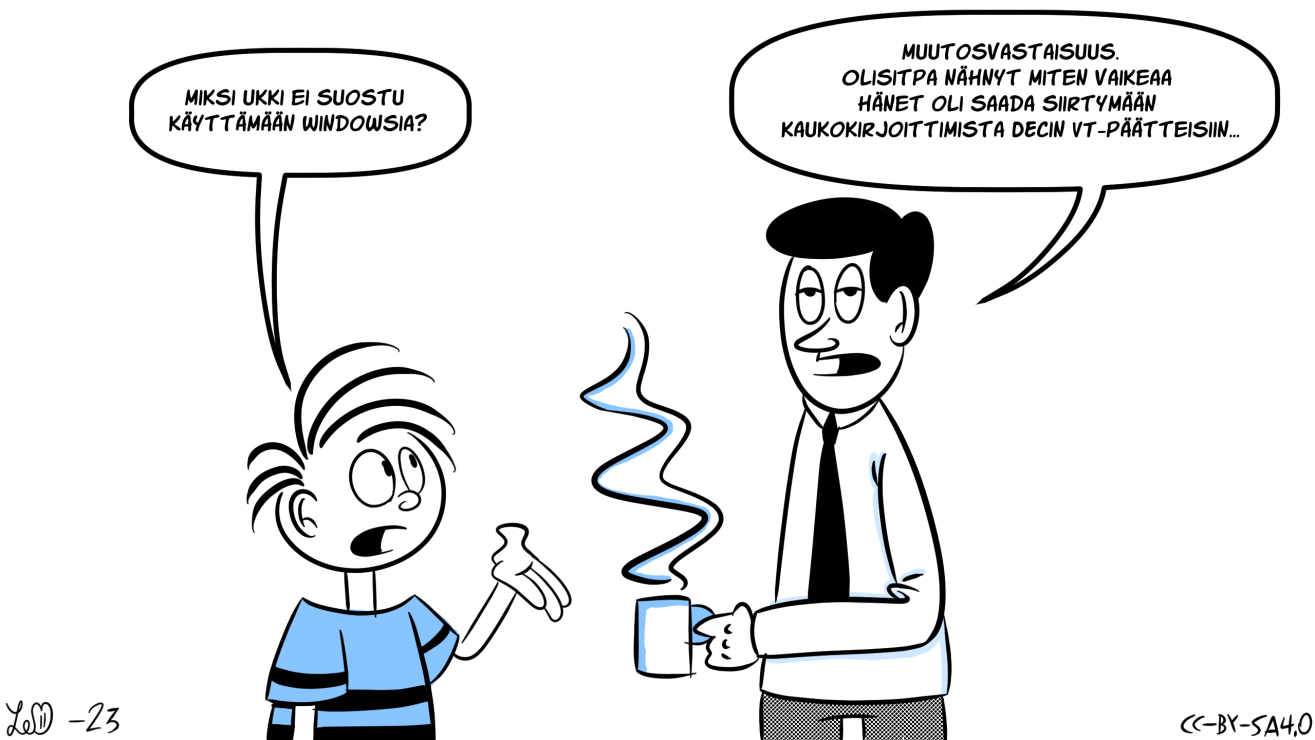 MIKSI UKKI EI SUOSTU
KÄYTTÄMÄÄN WINDOWSIA?
MUUTOSVASTAISUUS.
OLISITPA NÄHNYT MITEN VAIKEAA
HÄNET OLI SAADA SIIRTYMÄÄN
KAUKOKIRJOITTIMISTA DECIN VT-PÄÄTTEISIIN...
-23
CC-BY-SA4.0